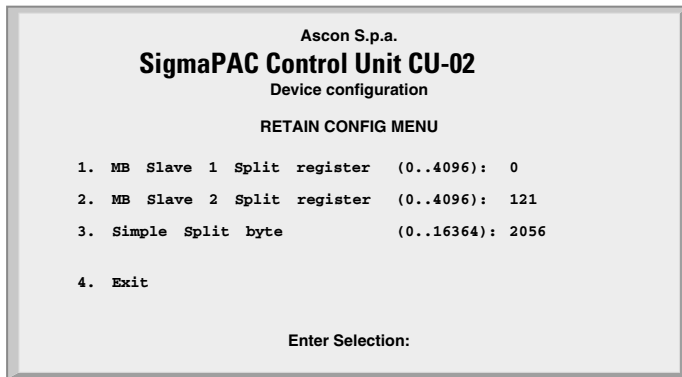 Ascon S.p.a.
SigmaPAC Control Unit CU-02
Device configuration
RETAIN CONFIG MENU
1. MB Slave 1 Split register (0..4096): 0
2. MB Slave 2 Split register (0..4096): 121
3. Simple Split byte (0..16364): 2056
4. Exit
Enter Selection: